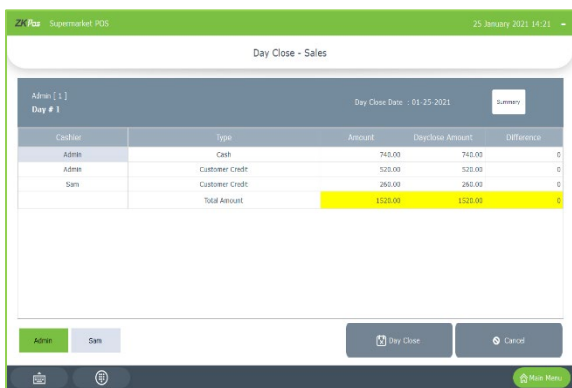 ZKPos Supermarket POS 25 January 2021 14:21
Day Close - Sales
Admin [ 1 ]
Day # 1
Day Close Date : 01-25-2021
Summary
Cashier Type Amount Dayclose Amount Difference
Admin Cash 740.00 740.00 0
Admin Customer Credit 520.00 520.00 0
Sam Customer Credit 260.00 260.00 0
Total Amount 1520.00 1520.00 0
Admin Sam Day Close Cancel
Main Menu